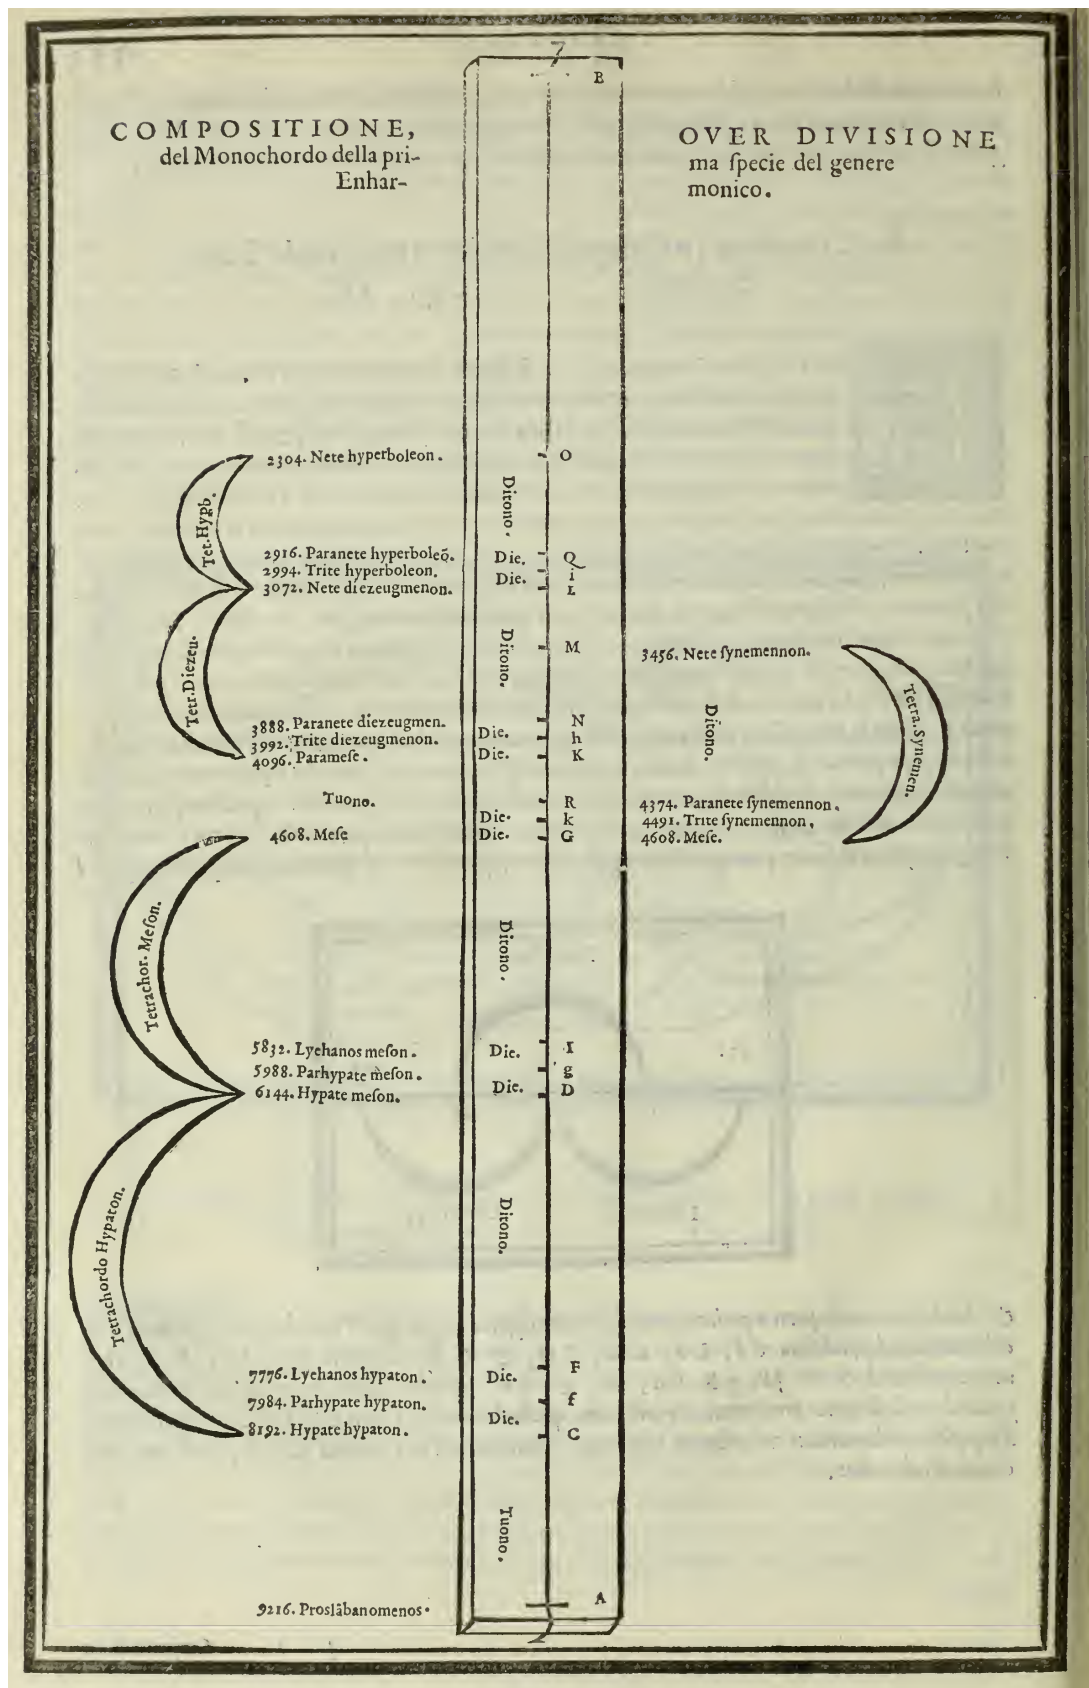 B
COMPOSITIONE,
del Monochordo della pri-
Enhar-
OVER DIVISIONE
ma ſpecie del genere
monico.
2304. Nete hyperboleon.
O
Ditono.
Tet. Hypb.
2916. Paranete hyperboleõ.
Die.
Q
2994. Trite hyperboleon.
Die.
i
3072. Nete diezeugmenon.
L
Ditono.
M
3456. Nete ſynemennon.
Tetr. Diezeu.
Ditono.
Tetra. Synemen.
3888. Paranete diezeugmen.
N
Die.
3992. Trite diezeugmenon.
h
Die.
4096. Parameſe.
K
Tuono.
R
4374. Paranete ſynemennon.
Die.
k
4491. Trite ſynemennon,
4608. Meſe
Die.
G
4608. Meſe.
Tetrachor. Meſon.
Ditono.
5832. Lychanos meſon.
Die.
I
5988. Parhypate meſon.
g
6144. Hypate meſon.
Die.
D
Ditono.
Tetrachordo Hypaton.
7776. Lychanos hypaton.
Die.
F
7984. Parhypate hypaton.
f
Die.
8192. Hypate hypaton.
C
Tuono.
9216. Proslãbanomenos.
A